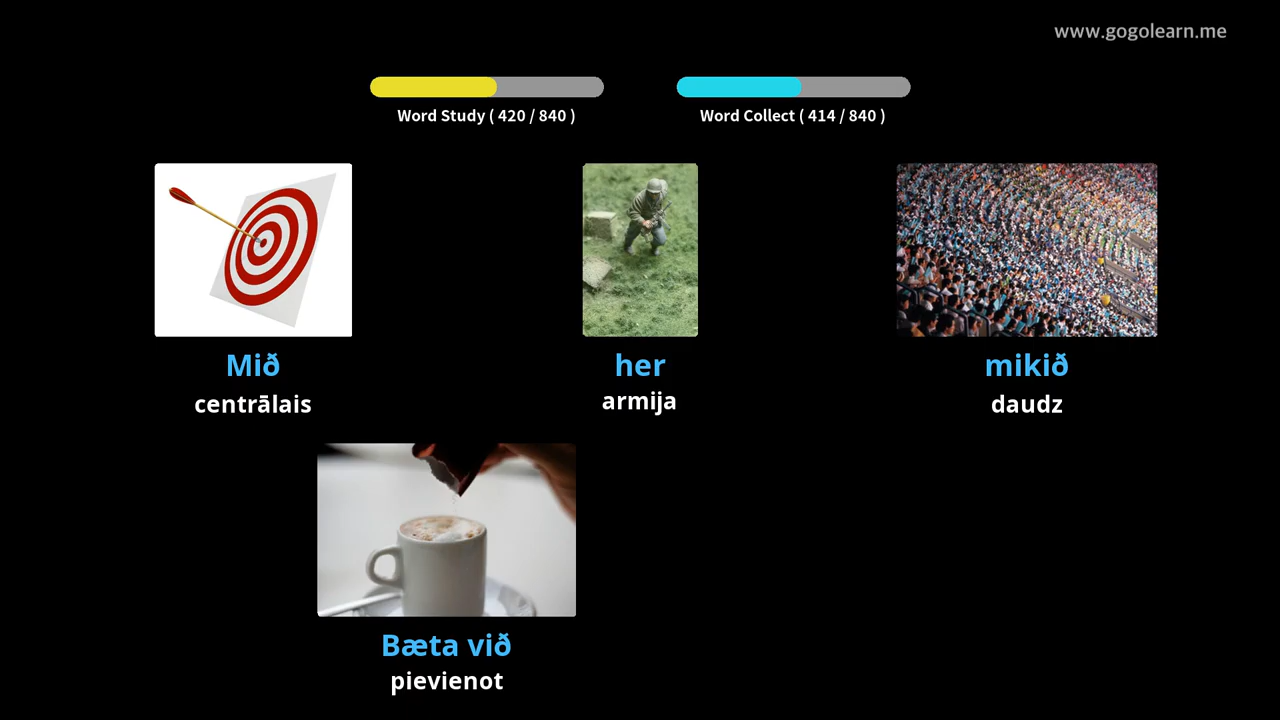 www.gogolearn.me
Word Study ( 420 / 840 )
Word Collect ( 414 / 840 )
Mið
centrālais
her
armija
mikið
daudz
Bæta við
pievienot